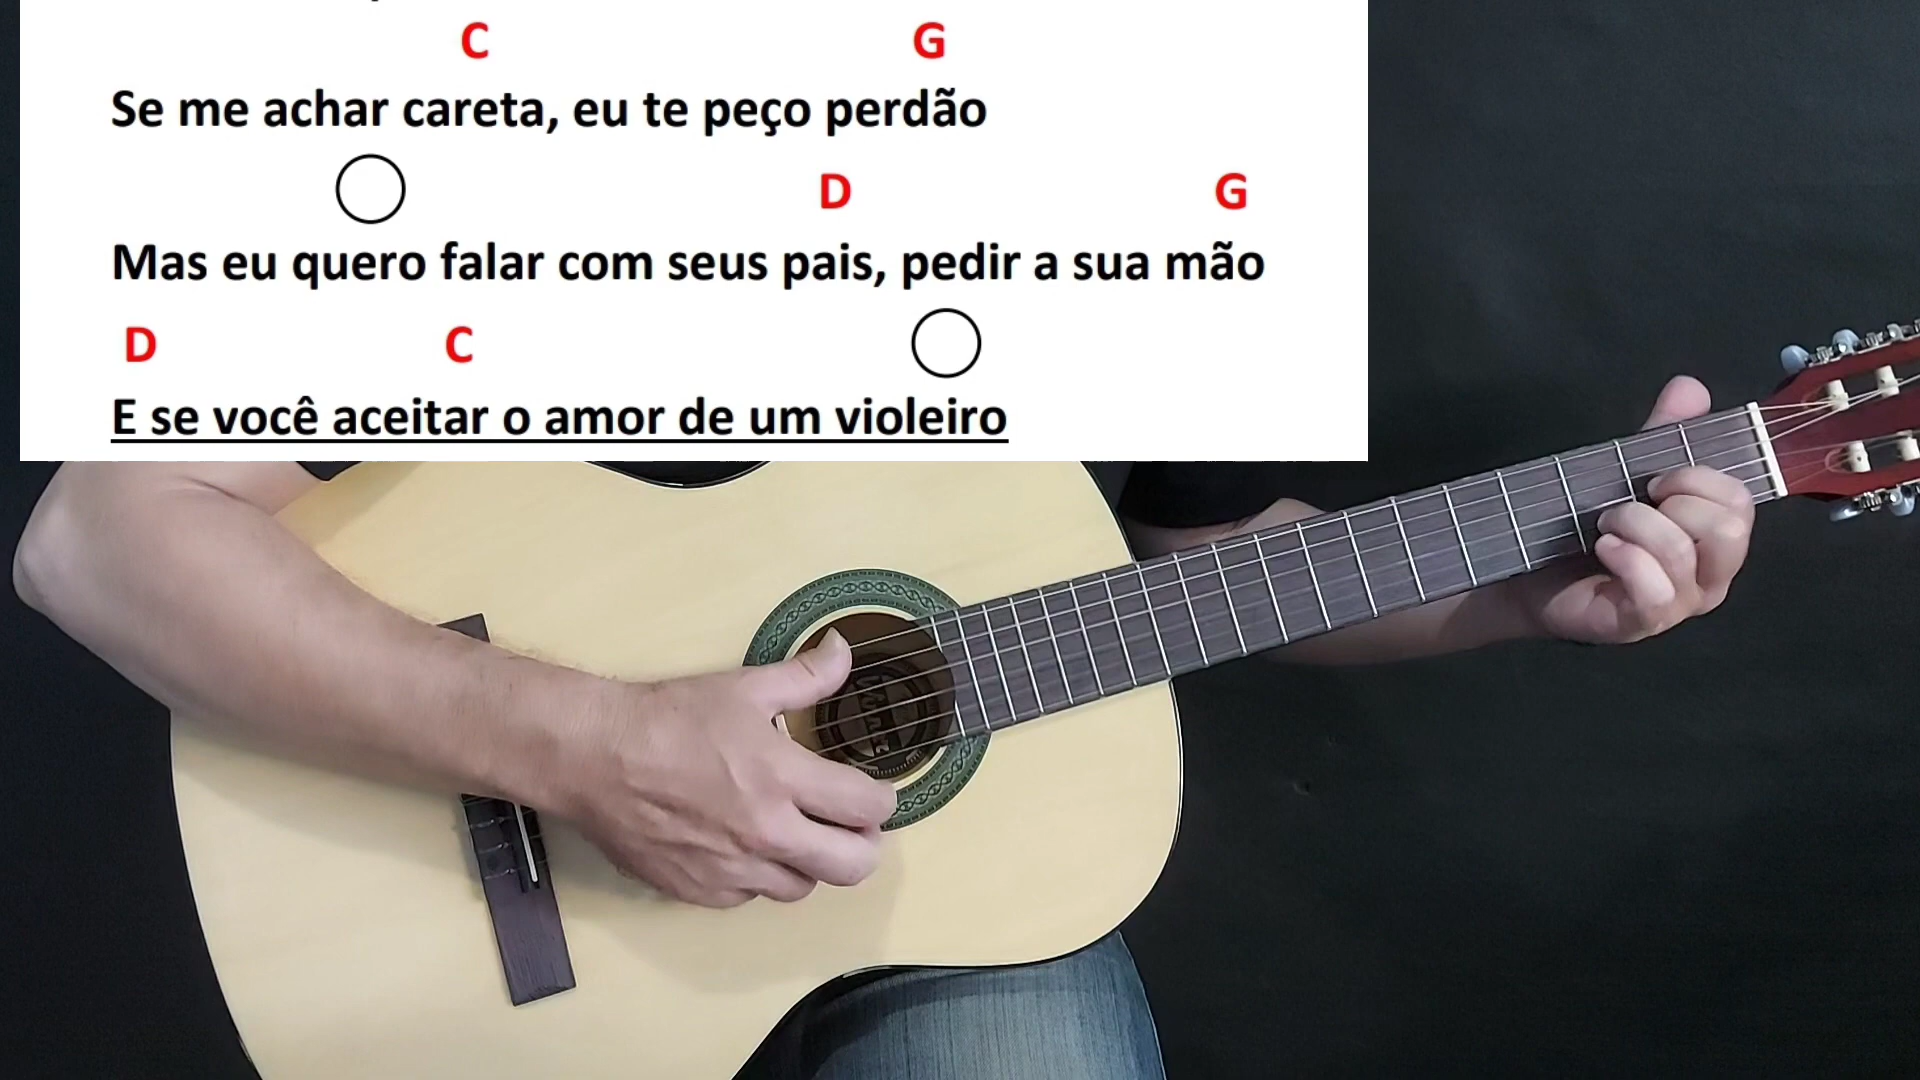 C G
Se me achar careta, eu te peço perdão
D G
Mas eu quero falar com seus pais, pedir a sua mão
D C
E se você aceitar o amor de um violeiro